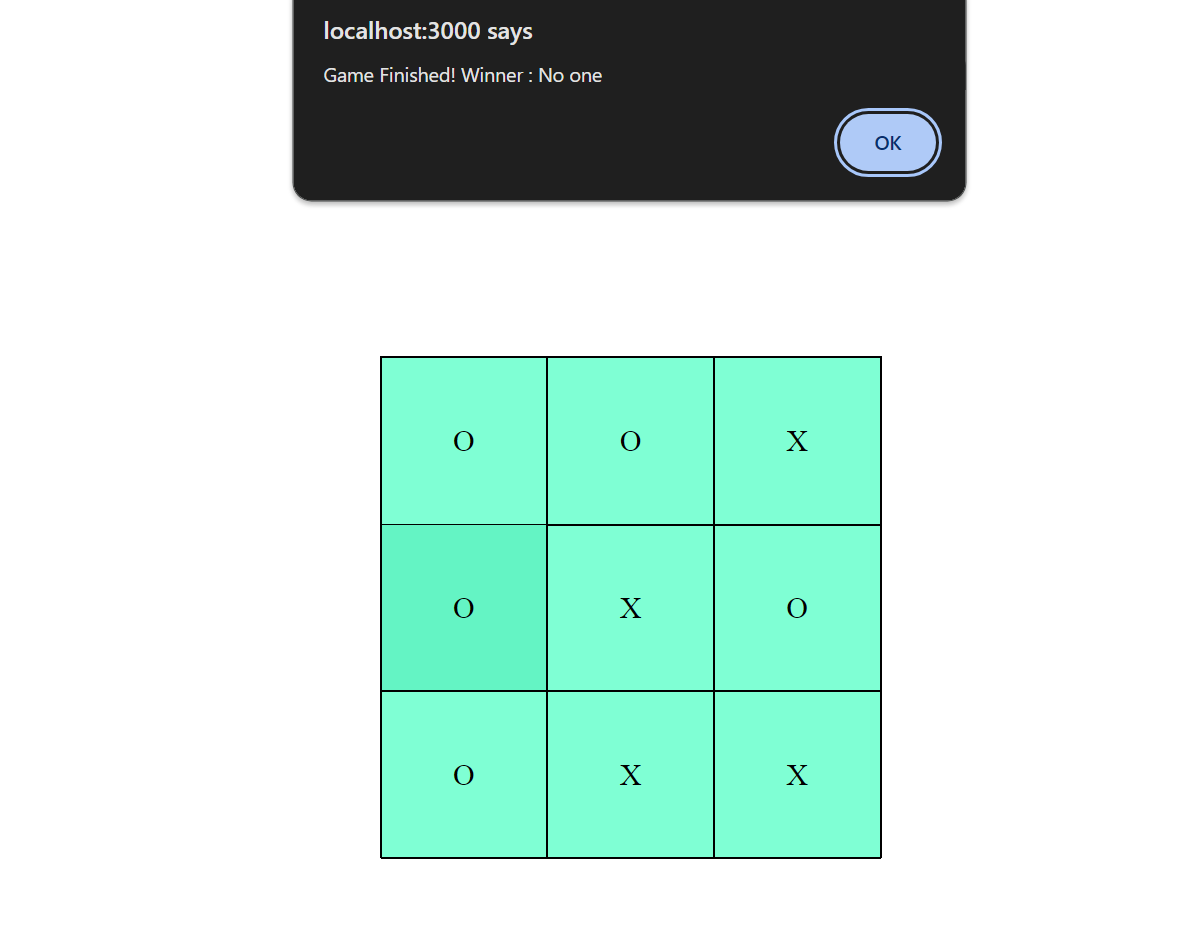 localhost:3000 says
Game Finished! Winner : No one
OK
O O X
O X O
O X X